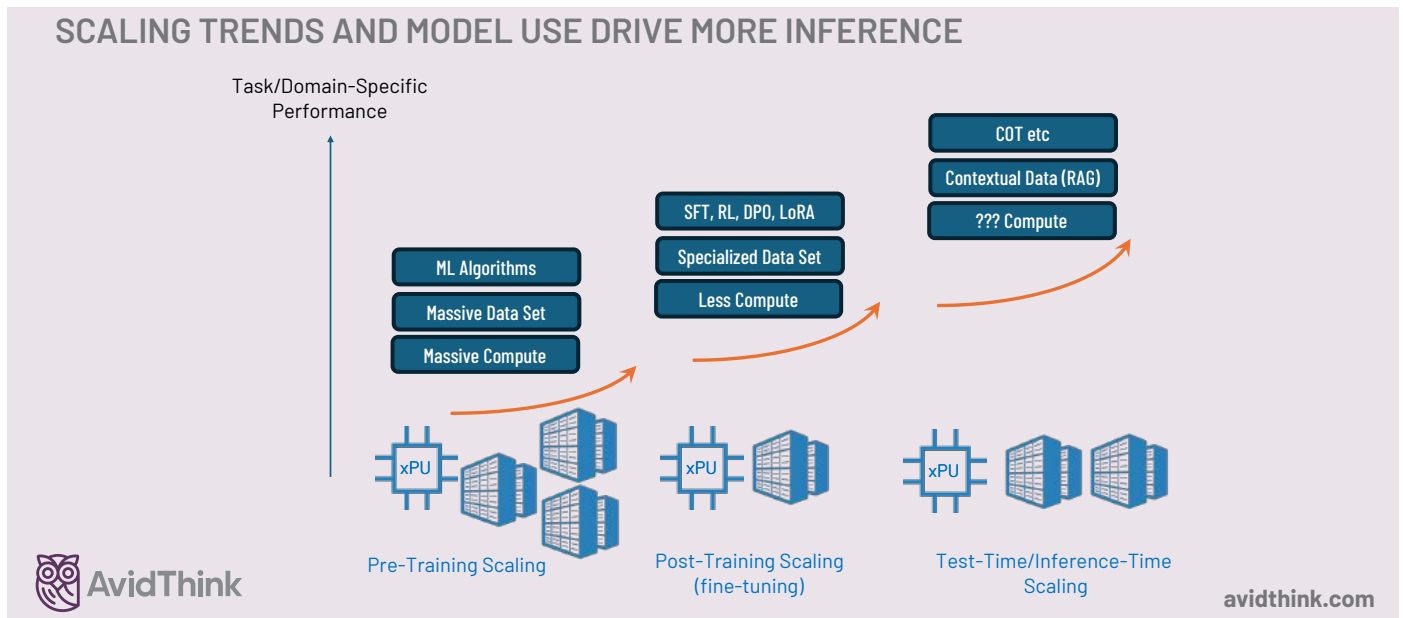 SCALING TRENDS AND MODEL USE DRIVE MORE INFERENCE
Task/Domain-Specific
Performance
ML Algorithms
Massive Data Set
Massive Compute
xPU
Pre-Training Scaling
SFT, RL, DPO, LoRA
Specialized Data Set
Less Compute
xPU
Post-Training Scaling
(fine-tuning)
COT etc
Contextual Data (RAG)
??? Compute
xPU
Test-Time/Inference-Time
Scaling
AvidThink
avidthink.com